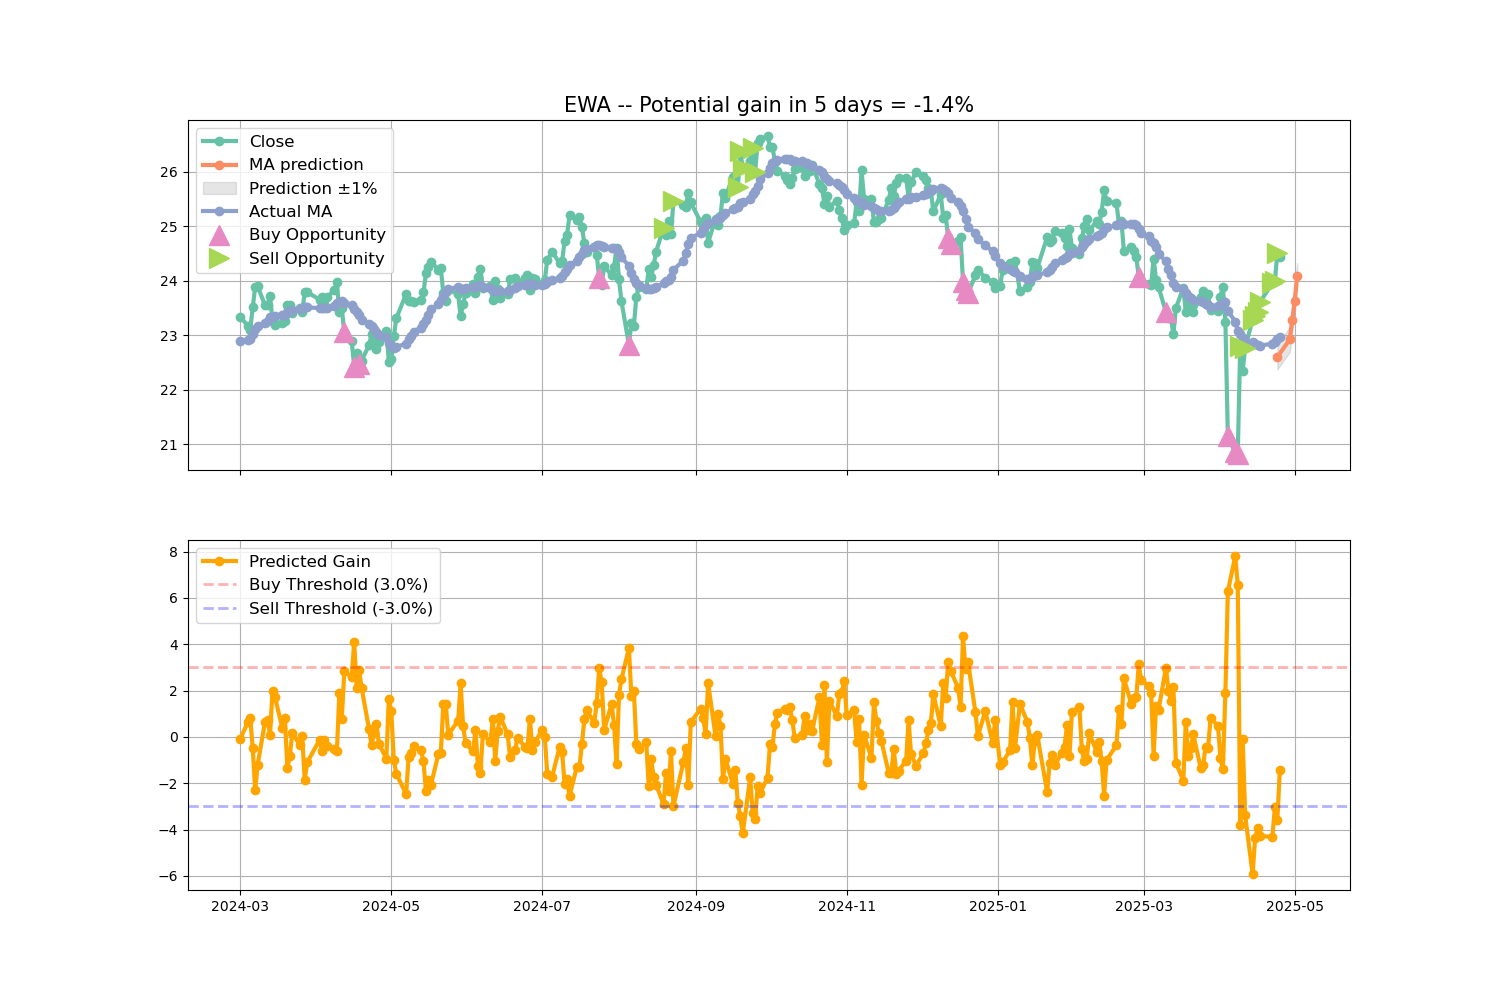 EWA -- Potential gain in 5 days = -1.4%
Close
MA prediction
Prediction ±1%
Actual MA
Buy Opportunity
Sell Opportunity
26
25
24
23
22
21
Predicted Gain
Buy Threshold (3.0%)
Sell Threshold (-3.0%)
8
6
4
2
0
−2
−4
−6
2024-03 2024-05 2024-07 2024-09 2024-11 2025-01 2025-03 2025-05